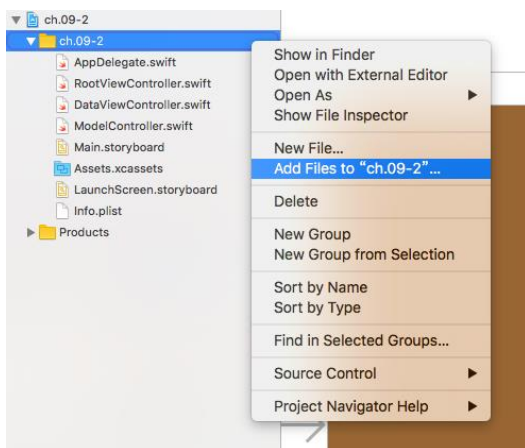 ch.09-2
ch.09-2
AppDelegate.swift
RootViewController.swift
DataViewController.swift
ModelController.swift
Main.storyboard
Assets.xcassets
LaunchScreen.storyboard
Info.plist
Products
Show in Finder
Open with External Editor
Open As
Show File Inspector
New File...
Add Files to “ch.09-2”...
Delete
New Group
New Group from Selection
Sort by Name
Sort by Type
Find in Selected Groups...
Source Control
Project Navigator Help